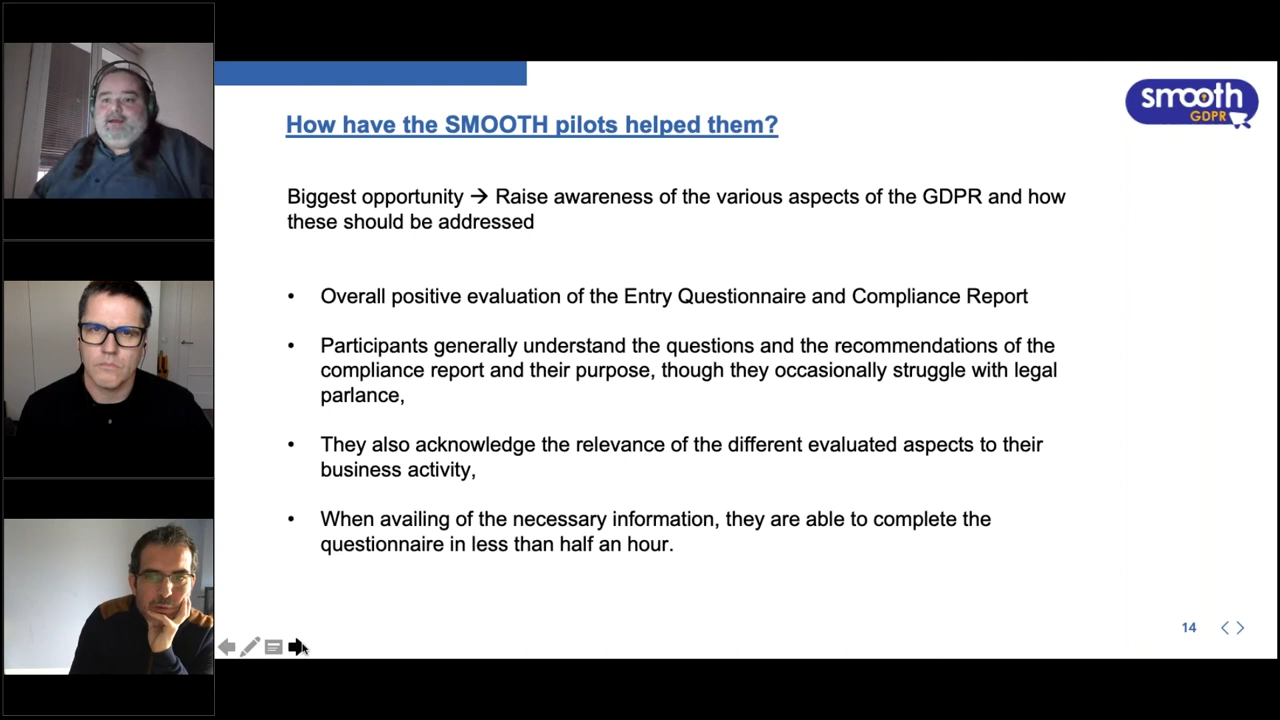 smooth
GDPR
How have the SMOOTH pilots helped them?
Biggest opportunity → Raise awareness of the various aspects of the GDPR and how
these should be addressed
• Overall positive evaluation of the Entry Questionnaire and Compliance Report
• Participants generally understand the questions and the recommendations of the
compliance report and their purpose, though they occasionally struggle with legal
parlance,
• They also acknowledge the relevance of the different evaluated aspects to their
business activity,
• When availing of the necessary information, they are able to complete the
questionnaire in less than half an hour.
14